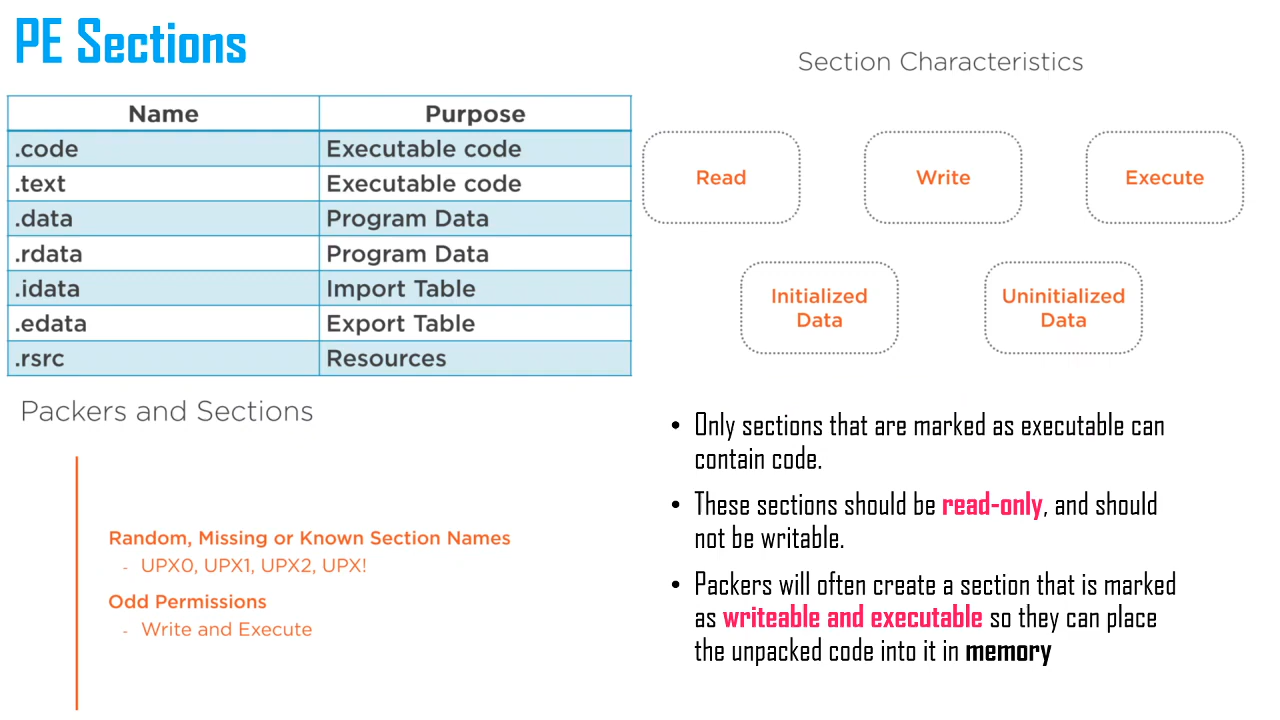 PE Sections
Name Purpose
.code Executable code
.text Executable code
.data Program Data
.rdata Program Data
.idata Import Table
.edata Export Table
.rsrc Resources
Section Characteristics
Read Write Execute
Initialized
Data
Uninitialized
Data
Packers and Sections
Random, Missing or Known Section Names
- UPX0, UPX1, UPX2, UPX!
Odd Permissions
- Write and Execute
• Only sections that are marked as executable can
contain code.
• These sections should be read-only, and should
not be writable.
• Packers will often create a section that is marked
as writeable and executable so they can place
the unpacked code into it in memory